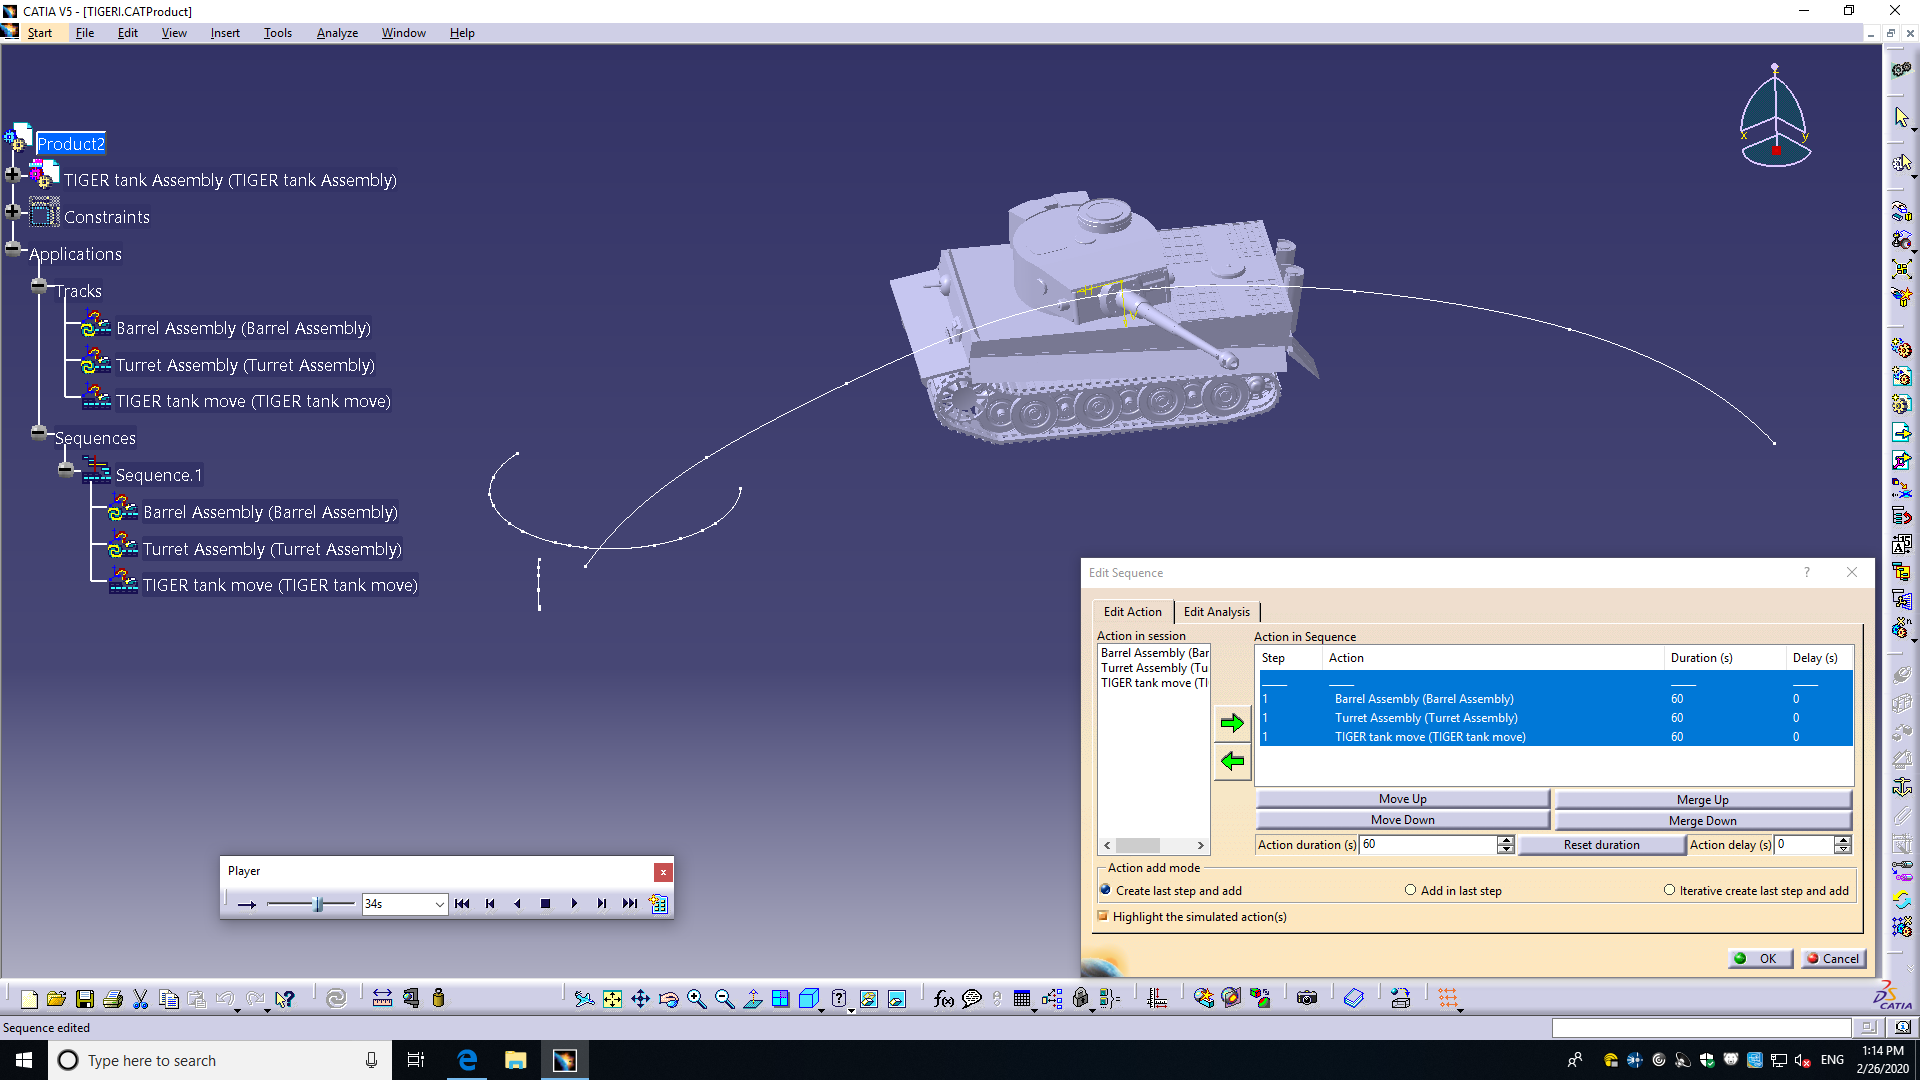 CATIA V5 - [TIGERI.CATProduct]
Start File Edit View Insert Tools Analyze Window Help
Product2
TIGER tank Assembly (TIGER tank Assembly)
Constraints
Applications
Tracks
Barrel Assembly (Barrel Assembly)
Turret Assembly (Turret Assembly)
TIGER tank move (TIGER tank move)
Sequences
Sequence.1
Barrel Assembly (Barrel Assembly)
Turret Assembly (Turret Assembly)
TIGER tank move (TIGER tank move)
x y
Edit Sequence
Edit Action Edit Analysis
Action in session
Barrel Assembly (Bar
Turret Assembly (Tu
TIGER tank move (TI
Action in Sequence
Step Action Duration (s) Delay (s)
1 Barrel Assembly (Barrel Assembly) 60 0
1 Turret Assembly (Turret Assembly) 60 0
1 TIGER tank move (TIGER tank move) 60 0
Move Up Merge Up
Move Down Merge Down
Action duration (s) 60 Reset duration Action delay (s) 0
Action add mode
Create last step and add Add in last step Iterative create last step and add
Highlight the simulated action(s)
OK Cancel
Player
34s
f(x)
CATIA
Sequence edited
Type here to search
ENG
1:14 PM
2/26/2020